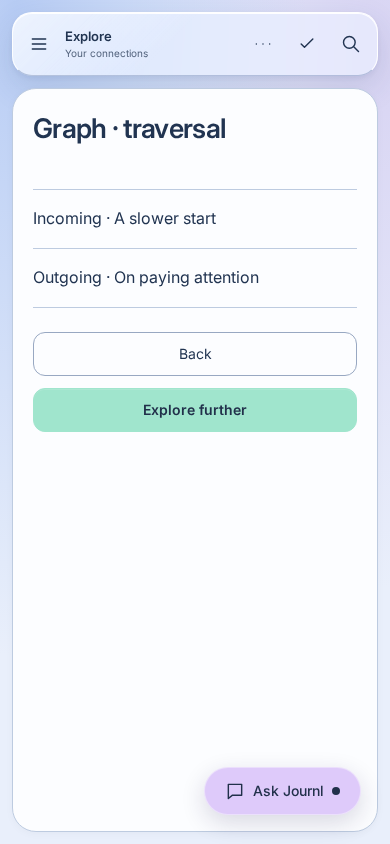 Explore
Your connections
Graph · traversal
Incoming · A slower start
Outgoing · On paying attention
Back
Explore further
Ask Journl